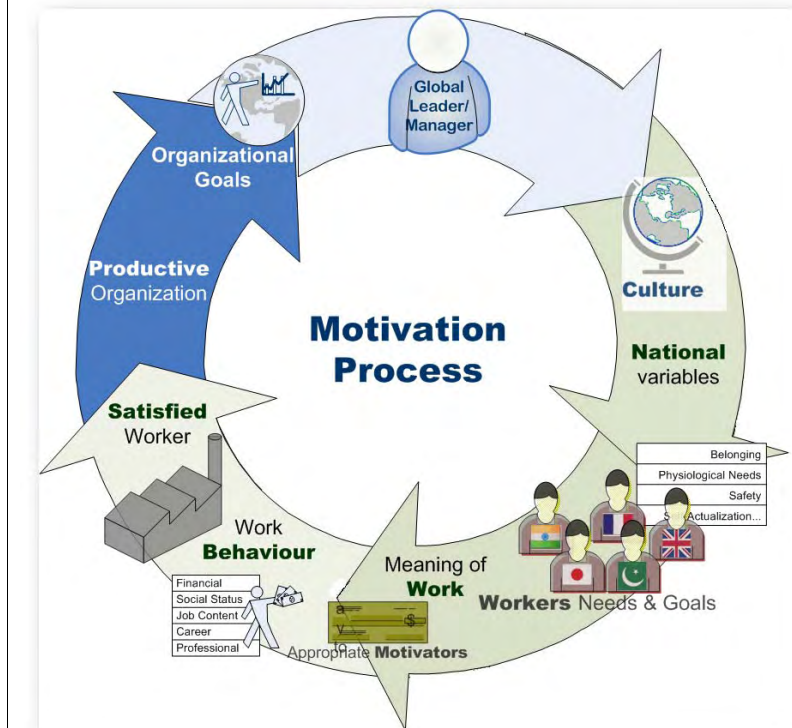 Global
Leader/
Manager
Organizational
Goals
Culture
Productive
Organization
Motivation
Process
National
variables
Satisfied
Worker
Belonging
Physiological Needs
Safety
Actualization...
Work
Behaviour
Meaning of
Work
Workers Needs & Goals
Financial
Social Status
Job Content
Career
Professional
a
y
to
$
Appropriate Motivators